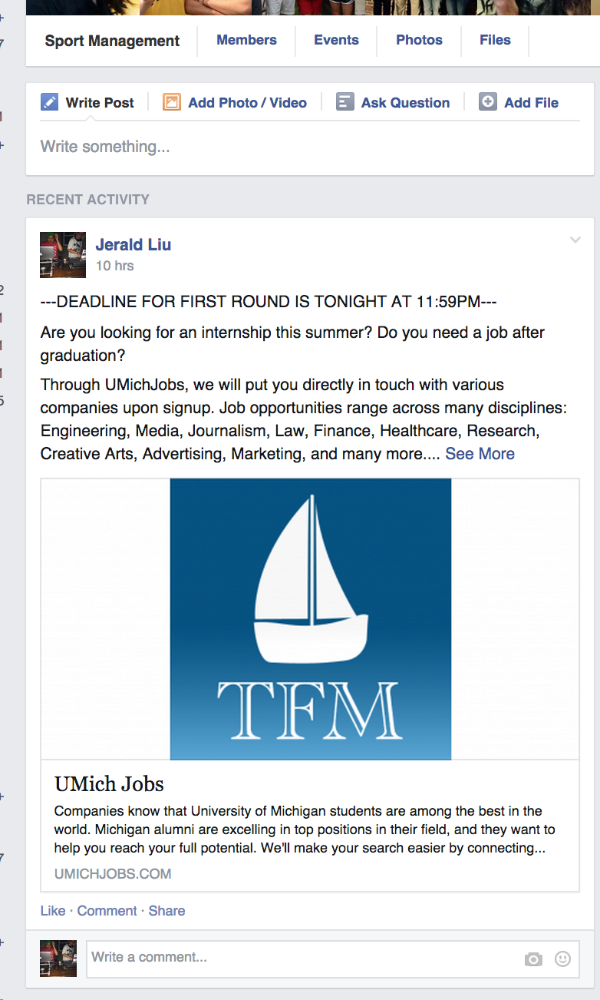 Sport Management Members Events Photos Files
Write Post Add Photo / Video Ask Question Add File
Write something...
RECENT ACTIVITY
Jerald Liu
10 hrs
---DEADLINE FOR FIRST ROUND IS TONIGHT AT 11:59PM---
Are you looking for an internship this summer? Do you need a job after
graduation?
Through UMichJobs, we will put you directly in touch with various
companies upon signup. Job opportunities range across many disciplines:
Engineering, Media, Journalism, Law, Finance, Healthcare, Research,
Creative Arts, Advertising, Marketing, and many more.... See More
TFM
UMich Jobs
Companies know that University of Michigan students are among the best in the
world. Michigan alumni are excelling in top positions in their field, and they want to
help you reach your full potential. We'll make your search easier by connecting...
UMICHJOBS.COM
Like · Comment · Share
Write a comment...